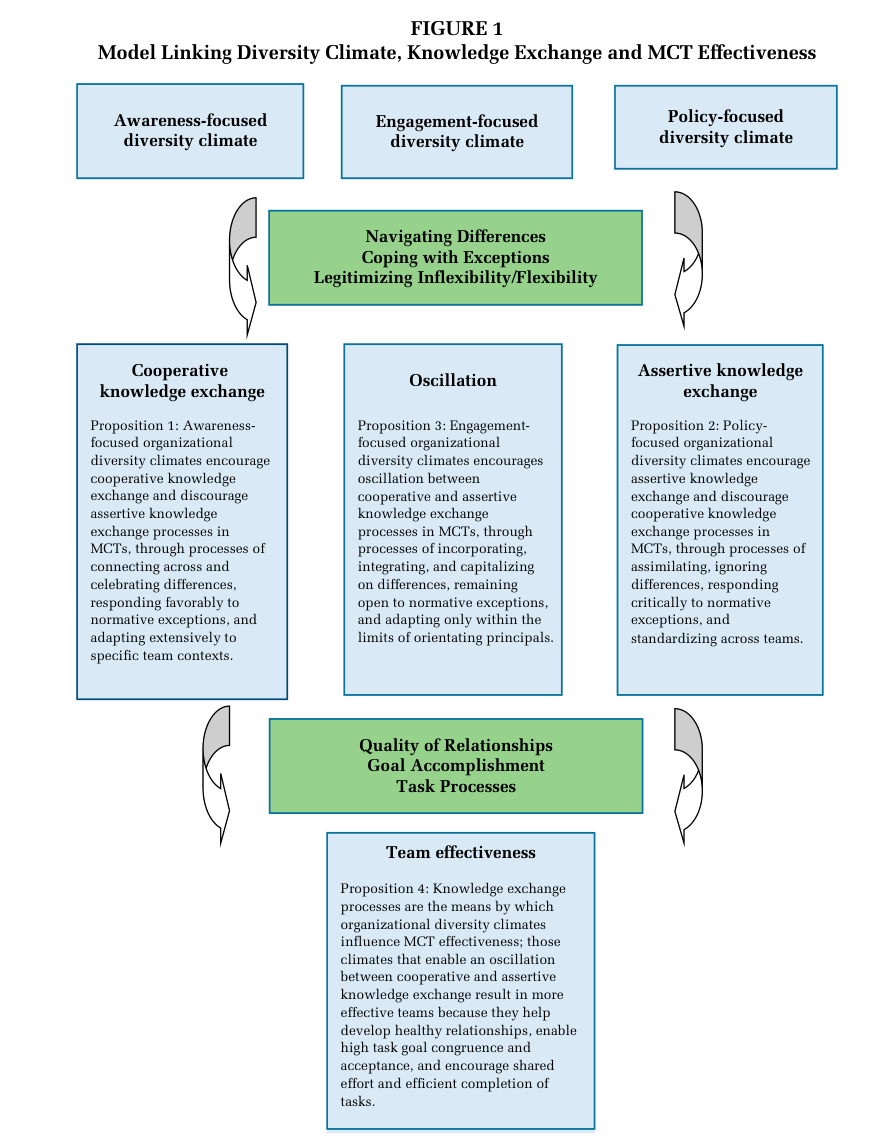 FIGURE 1
Model Linking Diversity Climate, Knowledge Exchange and MCT Effectiveness
Awareness-focused
diversity climate
Engagement-focused
diversity climate
Policy-focused
diversity climate
Navigating Differences
Coping with Exceptions
Legitimizing Inflexibility/Flexibility
Cooperative
knowledge exchange
Proposition 1: Awareness-
focused organizational
diversity climates encourage
cooperative knowledge
exchange and discourage
assertive knowledge
exchange processes in
MCTs, through processes of
connecting across and
celebrating differences,
responding favorably to
normative exceptions, and
adapting extensively to
specific team contexts.
Oscillation
Proposition 3: Engagement-
focused organizational
diversity climates encourages
oscillation between
cooperative and assertive
knowledge exchange
processes in MCTs, through
processes of incorporating,
integrating, and capitalizing
on differences, remaining
open to normative exceptions,
and adapting only within the
limits of orientating principals.
Assertive knowledge
exchange
Proposition 2: Policy-
focused organizational
diversity climates encourage
assertive knowledge
exchange and discourage
cooperative knowledge
exchange processes in
MCTs, through processes of
assimilating, ignoring
differences, responding
critically to normative
exceptions, and
standardizing across teams.
Quality of Relationships
Goal Accomplishment
Task Processes
Team effectiveness
Proposition 4: Knowledge exchange
processes are the means by which
organizational diversity climates
influence MCT effectiveness; those
climates that enable an oscillation
between cooperative and assertive
knowledge exchange result in more
effective teams because they help
develop healthy relationships, enable
high task goal congruence and
acceptance, and encourage shared
effort and efficient completion of
tasks.